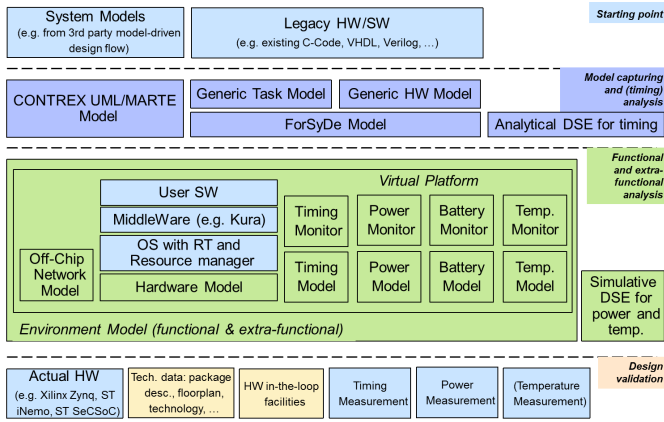 System Models
(e.g. from 3rd party model-driven
design flow)
Legacy HW/SW
(e.g. existing C-Code, VHDL, Verilog, …)
Starting point
CONTREX UML/MARTE
Model
Generic Task Model
Generic HW Model
ForSyDe Model
Analytical DSE for timing
Model capturing
and (timing)
analysis
Functional
and extra-
functional
analysis
Virtual Platform
User SW
MiddleWare (e.g. Kura)
OS with RT and
Resource manager
Hardware Model
Off-Chip
Network
Model
Timing
Monitor
Power
Monitor
Battery
Monitor
Temp.
Monitor
Timing
Model
Power
Model
Battery
Model
Temp.
Model
Environment Model (functional & extra-functional)
Simulative
DSE for
power and
temp.
Design
validation
Actual HW
(e.g. Xilinx Zynq, ST
iNemo, ST SeCSoC)
Tech. data: package
desc., floorplan,
technology, …
HW in-the-loop
facilities
Timing
Measurement
Power
Measurement
(Temperature
Measurement)